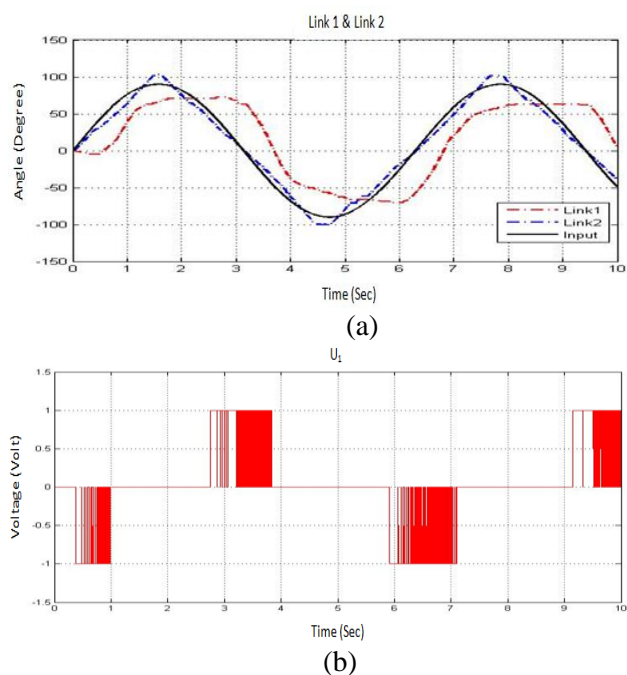 Link 1 & Link 2
150
100
50
0
-50
-100
-150
Angle (Degree)
Link1
Link2
Input
0 1 2 3 4 5 6 7 8 9 10
Time (Sec)
(a)
U1
1.5
1
0.5
0
-0.5
-1
-1.5
Voltage (Volt)
0 1 2 3 4 5 6 7 8 9 10
Time (Sec)
(b)